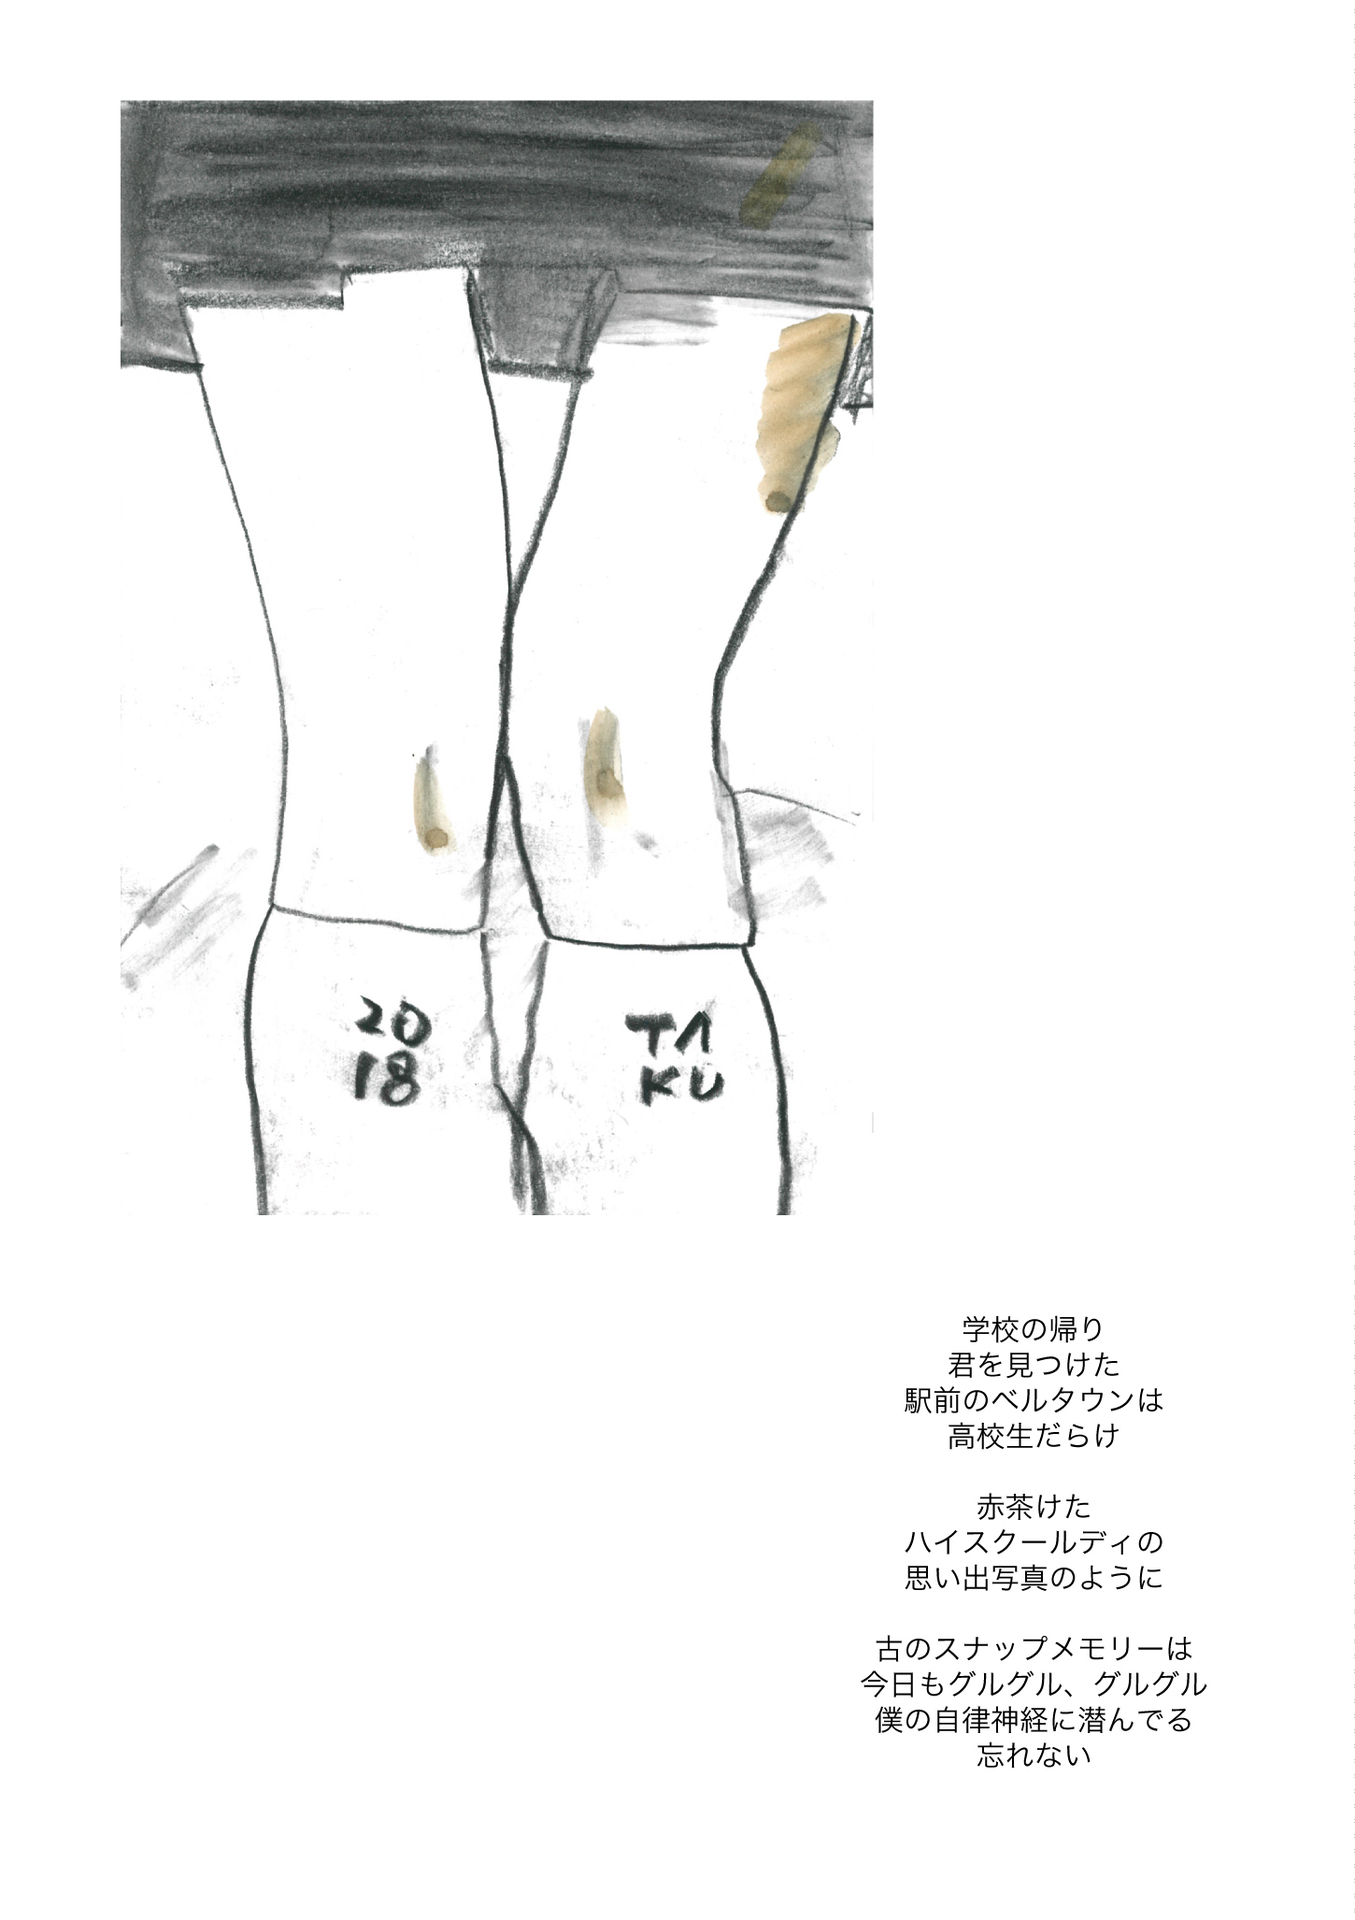 20
18
TA
KU
学校の帰り
君を見つけた
駅前のベルタウンは
高校生だらけ
赤茶けた
ハイスクールディの
思い出写真のように
古のスナップメモリーは
今日もグルグル、グルグル
僕の自律神経に潜んでる
忘れない